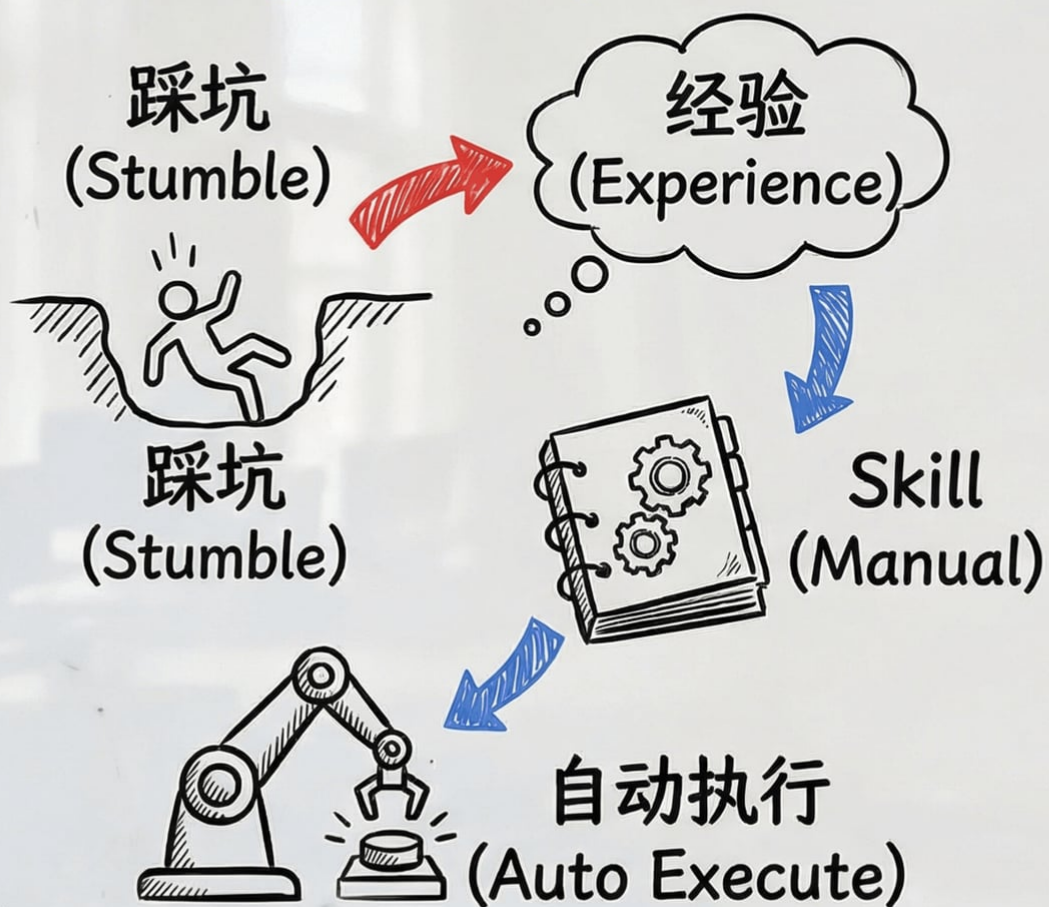 踩坑
(Stumble)
经验
(Experience)
踩坑
(Stumble)
Skill
(Manual)
自动执行
(Auto Execute)